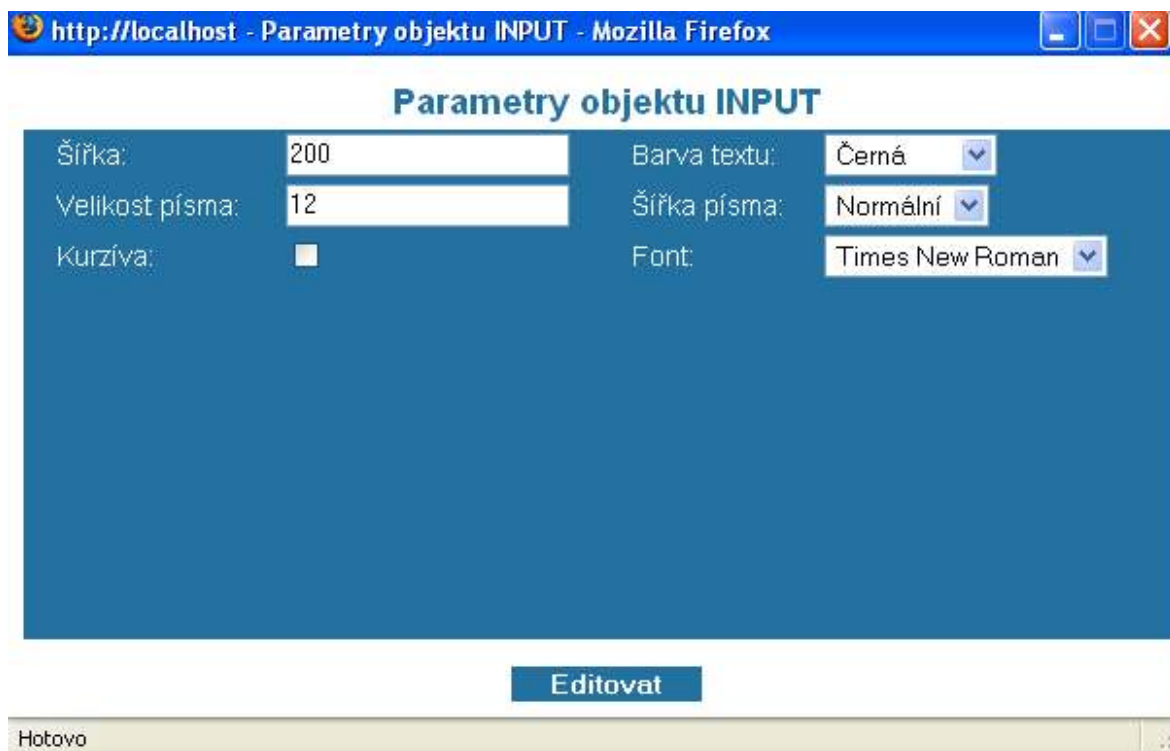 http://localhost - Parametry objektu INPUT - Mozilla Firefox
Parametry objektu INPUT
Šířka: 200 Barva textu: Černá
Velikost písma: 12 Šířka písma: Normální
Kurzíva: Font: Times New Roman
Editovat
Hotovo